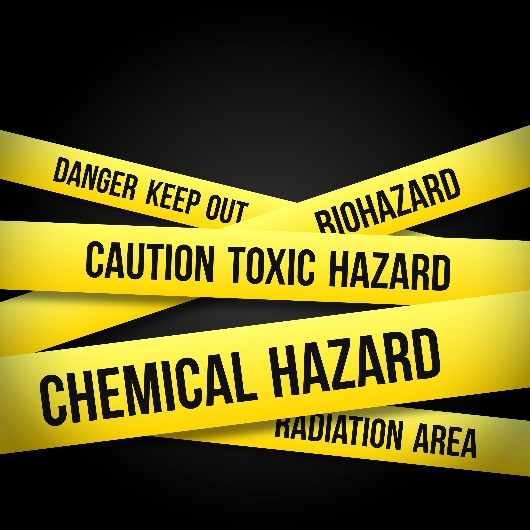 DANGER KEEP OUT
BIOHAZARD
CAUTION TOXIC HAZARD
CHEMICAL HAZARD
RADIATION AREA